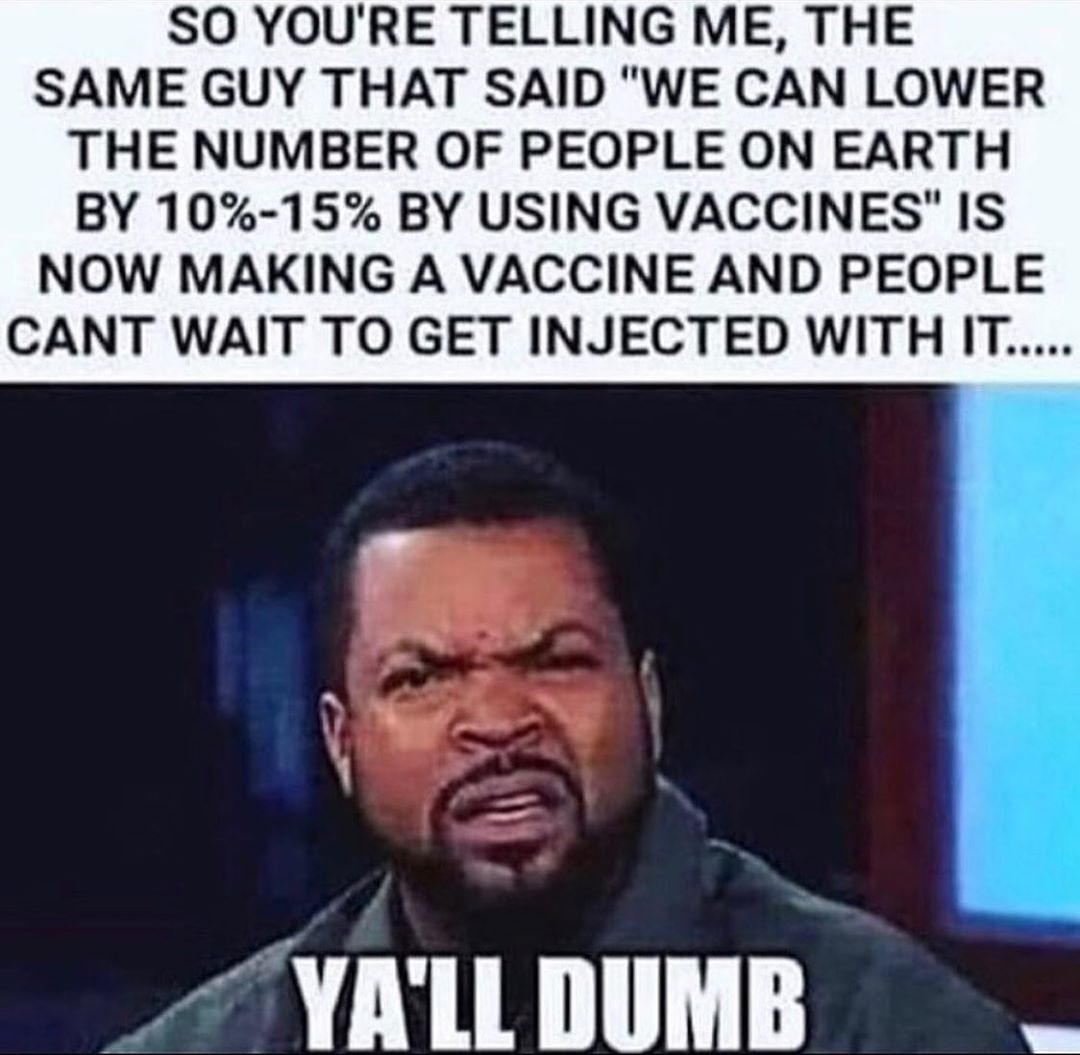 SO YOU'RE TELLING ME, THE
SAME GUY THAT SAID "WE CAN LOWER
THE NUMBER OF PEOPLE ON EARTH
BY 10%-15% BY USING VACCINES" IS
NOW MAKING A VACCINE AND PEOPLE
CANT WAIT TO GET INJECTED WITH IT.....
YA'LL DUMB